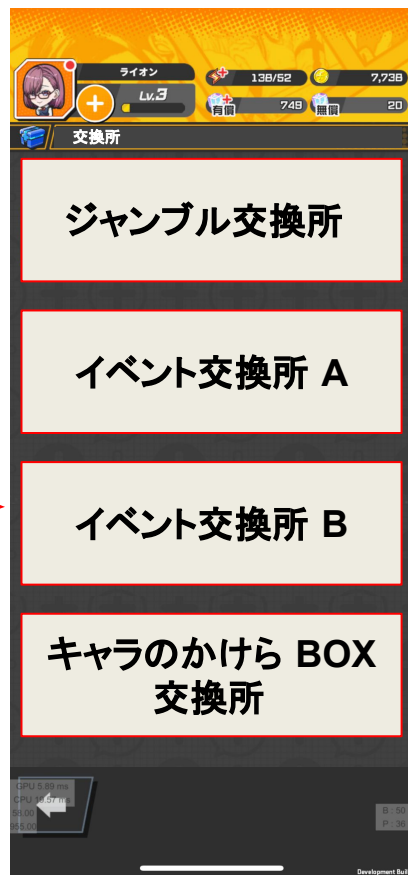 ライオン
Lv.3
138/52
7,738
有償
749
無償
20
交換所
ジャンブル交換所
イベント交換所 A
イベント交換所 B
キャラのかけら BOX
交換所
GPU 5.89 ms
58.00
B : 50
P : 36
Development Buil